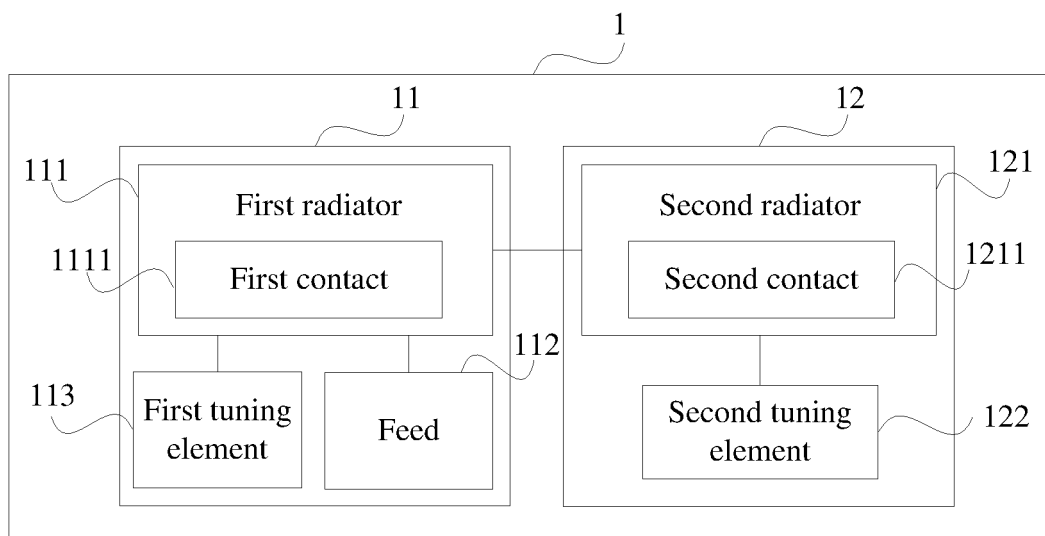 1
11
12
111
First radiator
Second radiator
121
1111
First contact
Second contact
1211
112
113
First tuning
element
Feed
Second tuning
element
122